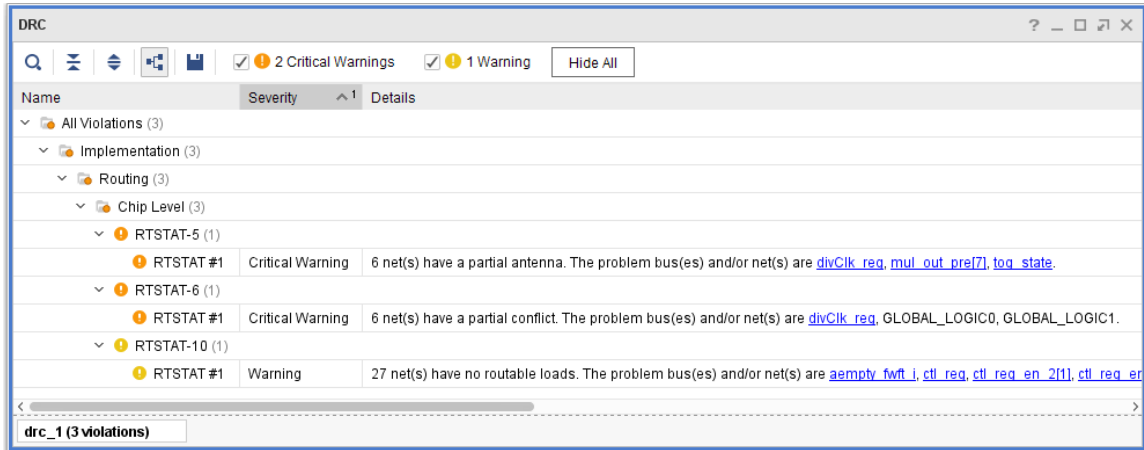 DRC
2 Critical Warnings 1 Warning Hide All
Name Severity 1 Details
All Violations (3)
Implementation (3)
Routing (3)
Chip Level (3)
RTSTAT-5 (1)
RTSTAT #1 Critical Warning 6 net(s) have a partial antenna. The problem bus(es) and/or net(s) are divClk_reg, mul_out_pre[7], tog_state.
RTSTAT-6 (1)
RTSTAT #1 Critical Warning 6 net(s) have a partial conflict. The problem bus(es) and/or net(s) are divClk_reg, GLOBAL_LOGIC0, GLOBAL_LOGIC1.
RTSTAT-10 (1)
RTSTAT #1 Warning 27 net(s) have no routable loads. The problem bus(es) and/or net(s) are aempty_fwft_i, ctl_reg, ctl_reg_en_2[1], ctl_reg_er
drc_1 (3 violations)